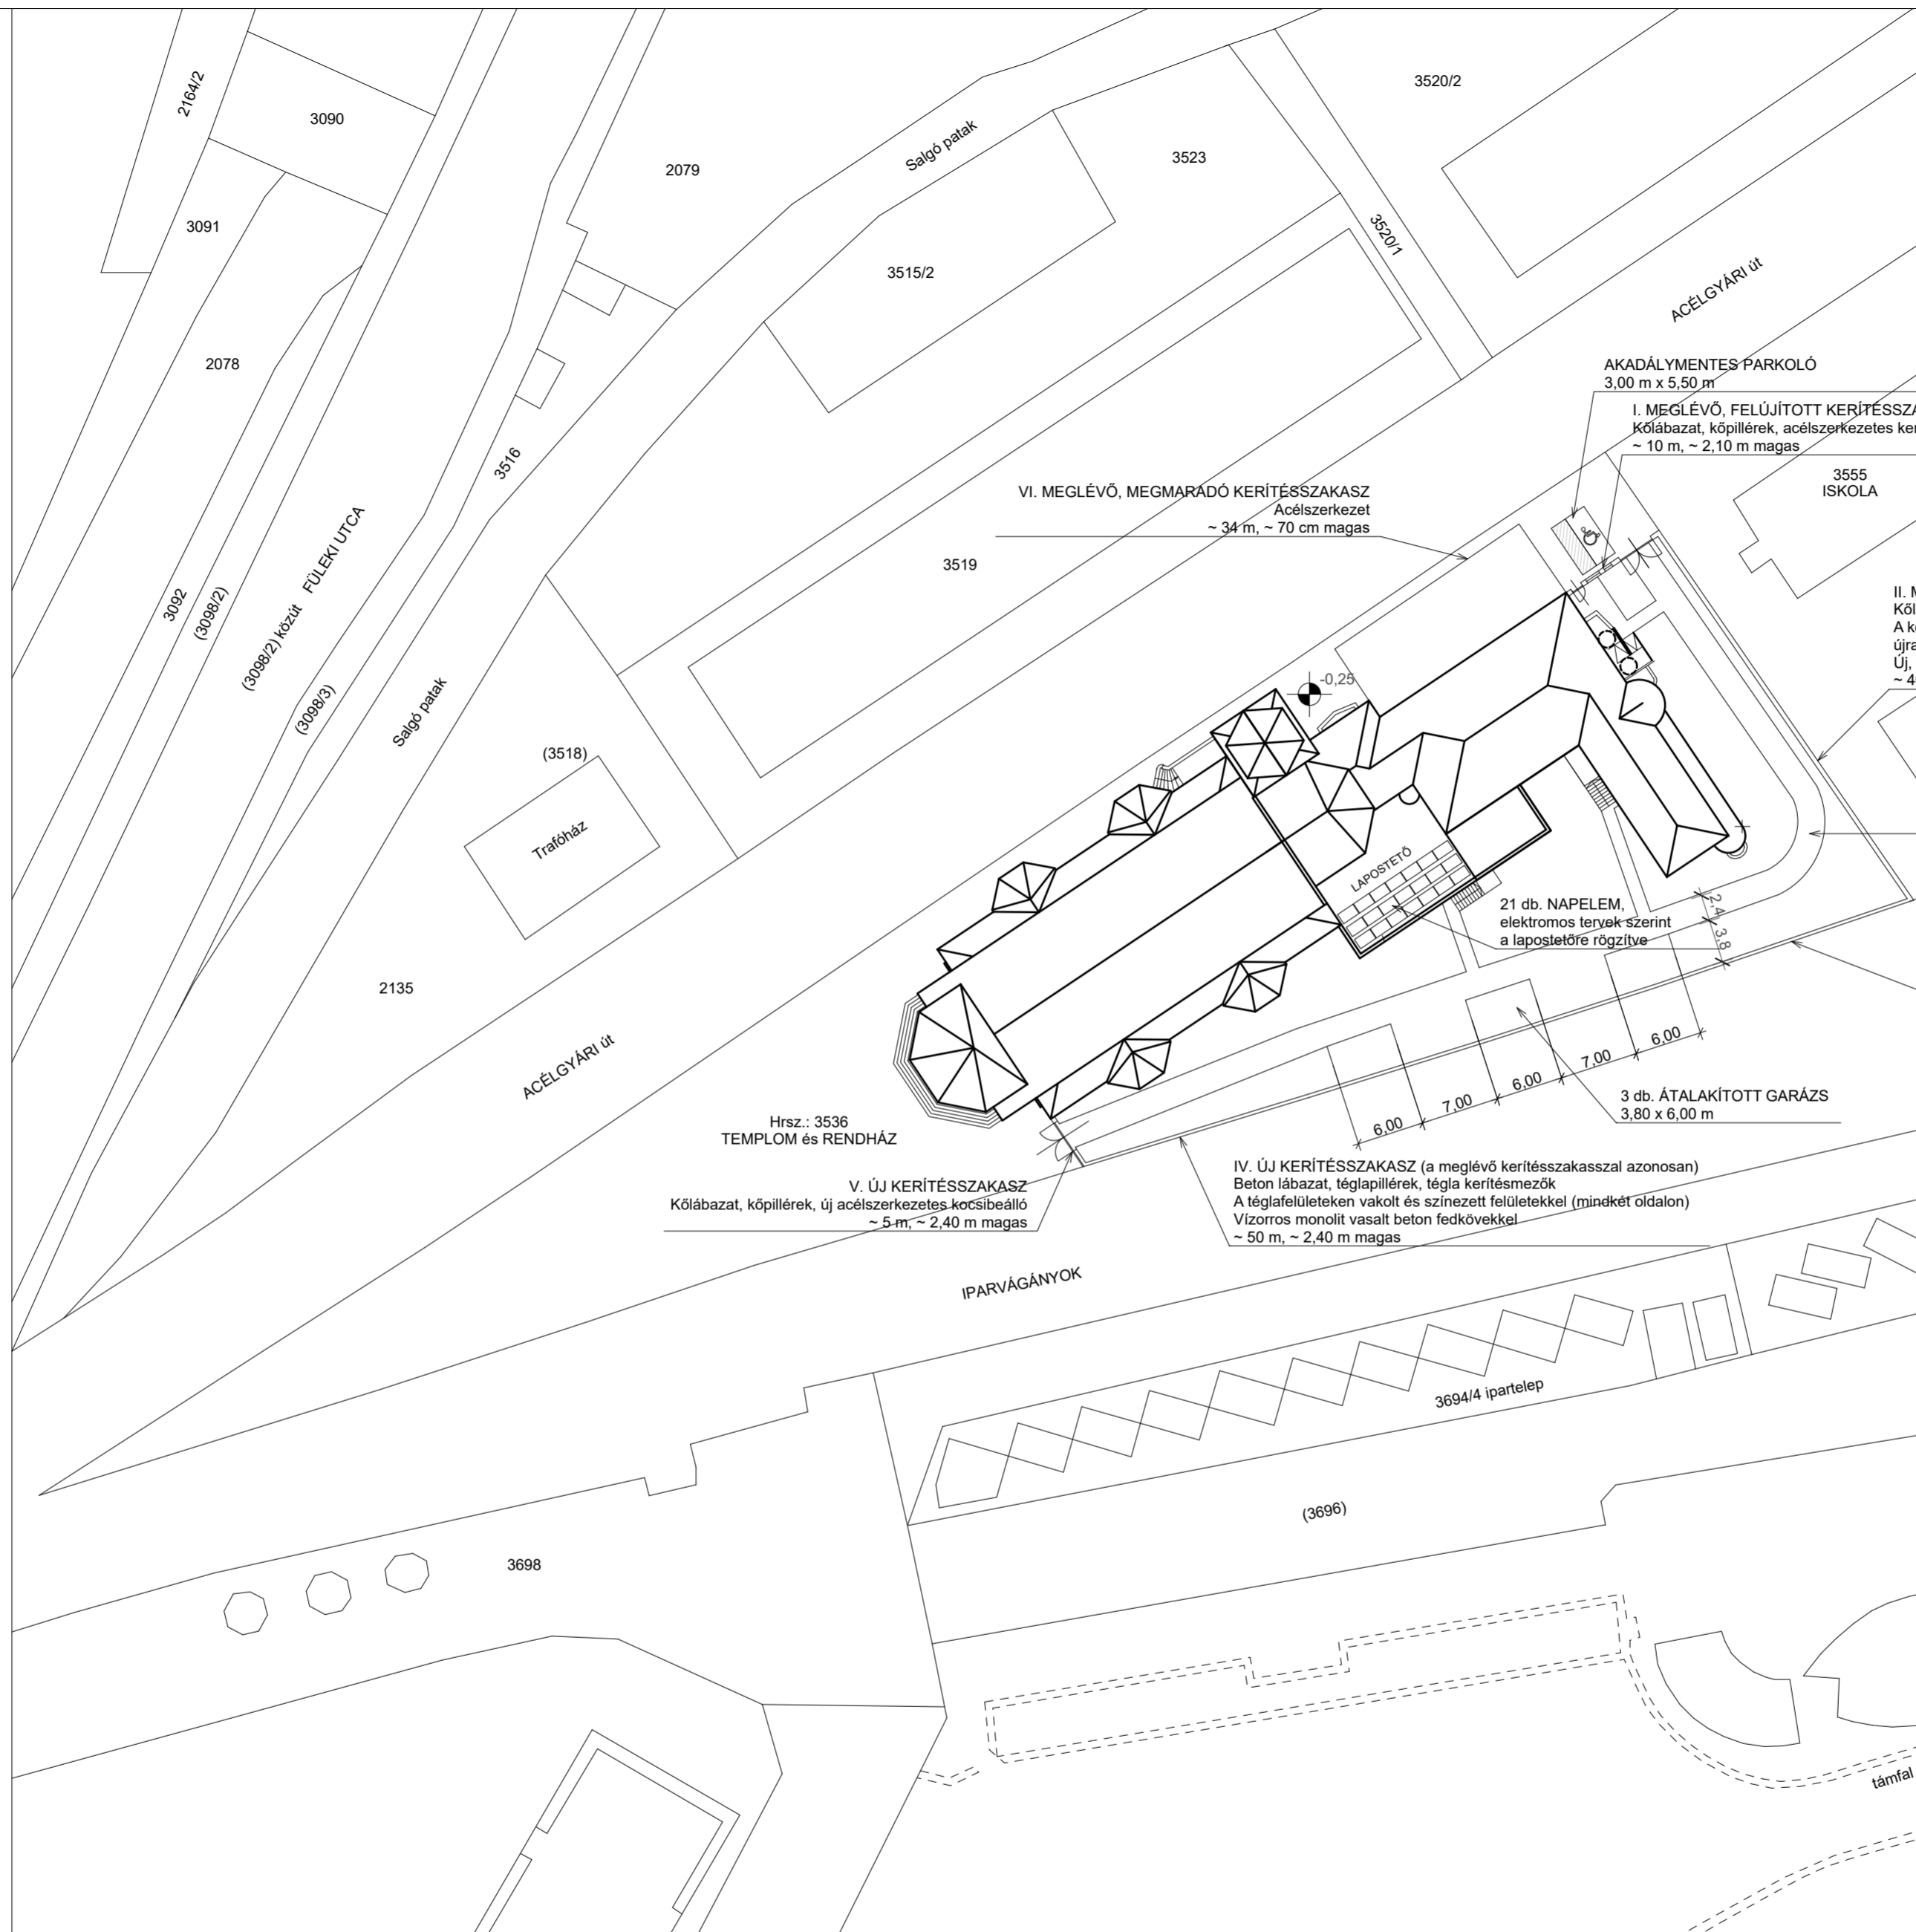 2164/2
3090
3091
2078
2079
Salgó patak
3523
3520/2
3515/2
3520/1
ACÉLGYÁRI út
AKADÁLYMENTES PARKOLÓ
3,00 m x 5,50 m
I. MEGLÉVŐ, FELÚJÍTOTT KERÍTÉSSZA
Kőlábazat, kőpillérek, acélszerkezetes ker
~ 10 m, ~ 2,10 m magas
3555
ISKOLA
3516
VI. MEGLÉVŐ, MEGMARADÓ KERÍTÉSSZAKASZ
Acélszerkezet
~ 34 m, ~ 70 cm magas
3519
3092
(3098/2)
(3098/2) közút FÜLEKI UTCA
(3098/3)
Salgó patak
II. M
Kől
A k
újra
Új,
~ 4
-0,25
(3518)
Trafóház
LAPOSTETŐ
21 db. NAPELEM,
elektromos tervek szerint
a lapostetőre rögzítve
2,4
3,8
2135
ACÉLGYÁRI út
6,00
7,00
6,00
7,00
6,00
3 db. ÁTALAKÍTOTT GARÁZS
3,80 x 6,00 m
Hrsz.: 3536
TEMPLOM és RENDHÁZ
V. ÚJ KERÍTÉSSZAKASZ
Kőlábazat, kőpillérek, új acélszerkezetes kocsibeálló
~ 5 m, ~ 2,40 m magas
IV. ÚJ KERÍTÉSSZAKASZ (a meglévő kerítésszakasszal azonosan)
Beton lábazat, téglapillérek, tégla kerítésmezők
A téglafelületeken vakolt és színezett felületekkel (mindkét oldalon)
Vízorros monolit vasalt beton fedkövekkel
~ 50 m, ~ 2,40 m magas
IPARVÁGÁNYOK
3694/4 ipartelep
(3696)
3698
támfal